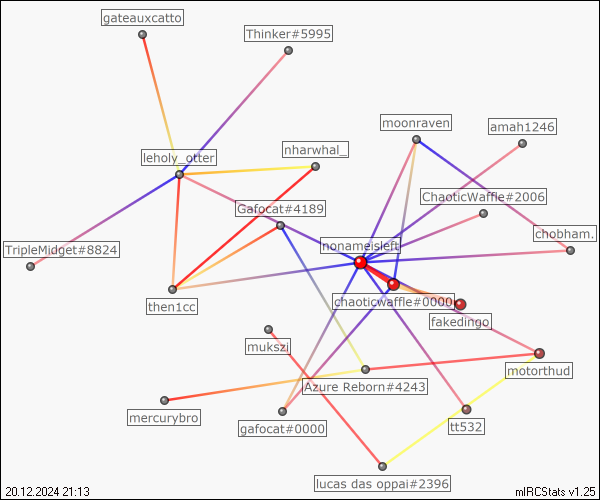 gateauxcatto
Thinker#5995
moonraven
amah1246
leholy_otter
nharwhal_
ChaoticWaffle#2006
Gafocat#4189
chobham.
nonameisleft
TripleMidget#8824
then1cc
chaoticwaffle#0000
fakedingo
mukszi
motorthud
Azure Reborn#4243
mercurybro
gafocat#0000
tt532
lucas das oppai#2396
20.12.2024 21:13
mIRCStats v1.25